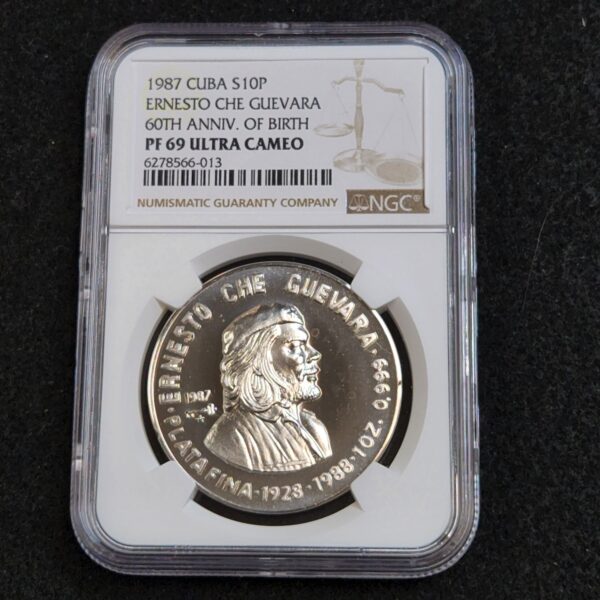 1987 CUBA S10P
ERNESTO CHE GUEVARA
60TH ANNIV. OF BIRTH
PF 69 ULTRA CAMEO
6278566-013
NUMISMATIC GUARANTY COMPANY
NGC®
ERNESTO CHE GUEVARA·
PLATA FINA·1928·1988·1OZ.0,999
1987